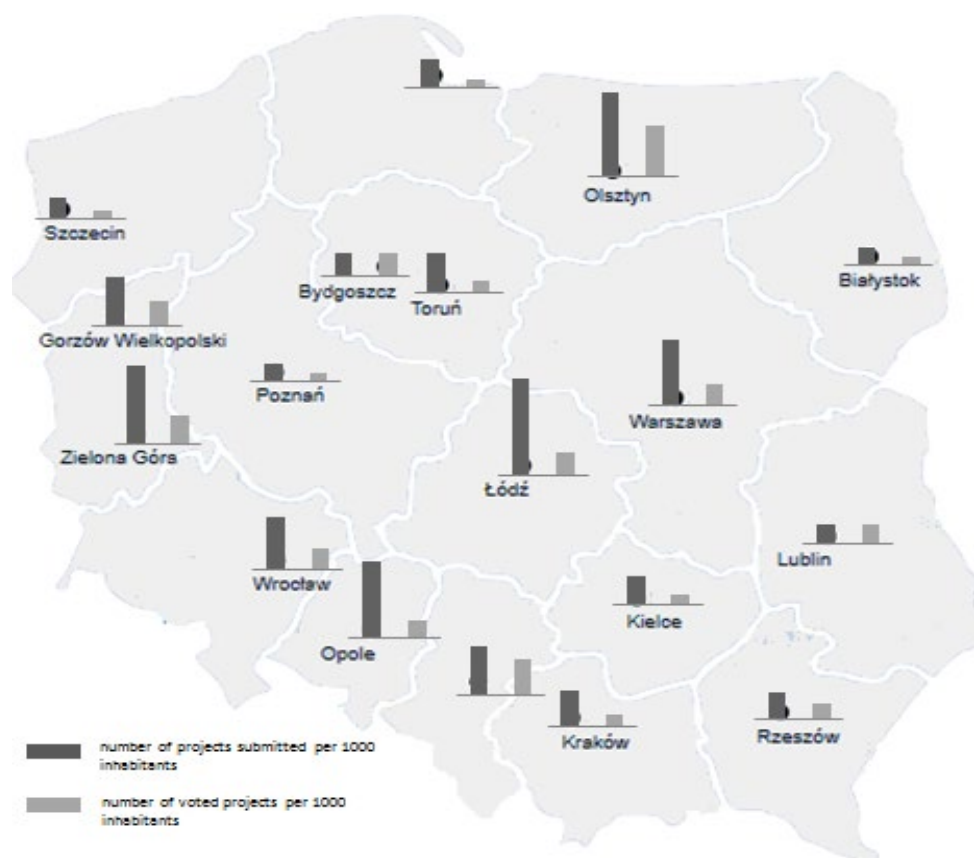 Olsztyn
Szczecin
Białystok
Bydgoszcz
Toruń
Gorzów Wielkopolski
Poznań
Warszawa
Zielona Górs
Łódź
Lublin
Wrocław
Kielce
Opole
Kraków
Rzeszów
number of projects submitted per 1000
inhabitants
number of voted projects per 1000
inhabitants